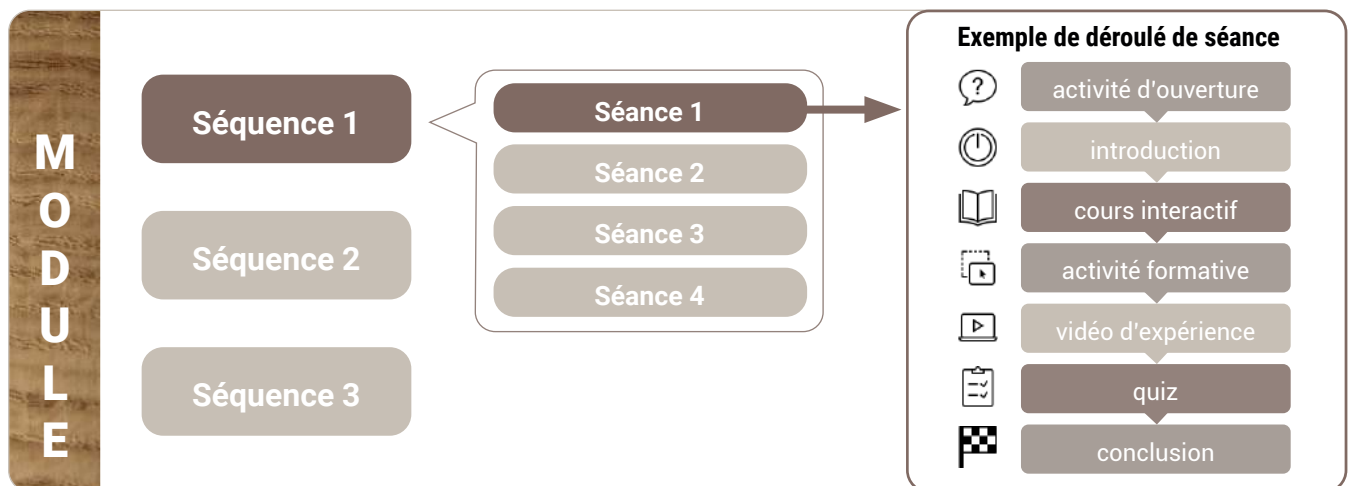 MODULE
Séquence 1
Séquence 2
Séquence 3
Séance 1
Séance 2
Séance 3
Séance 4
Exemple de déroulé de séance
activité d'ouverture
introduction
cours interactif
activité formative
vidéo d'expérience
quiz
conclusion